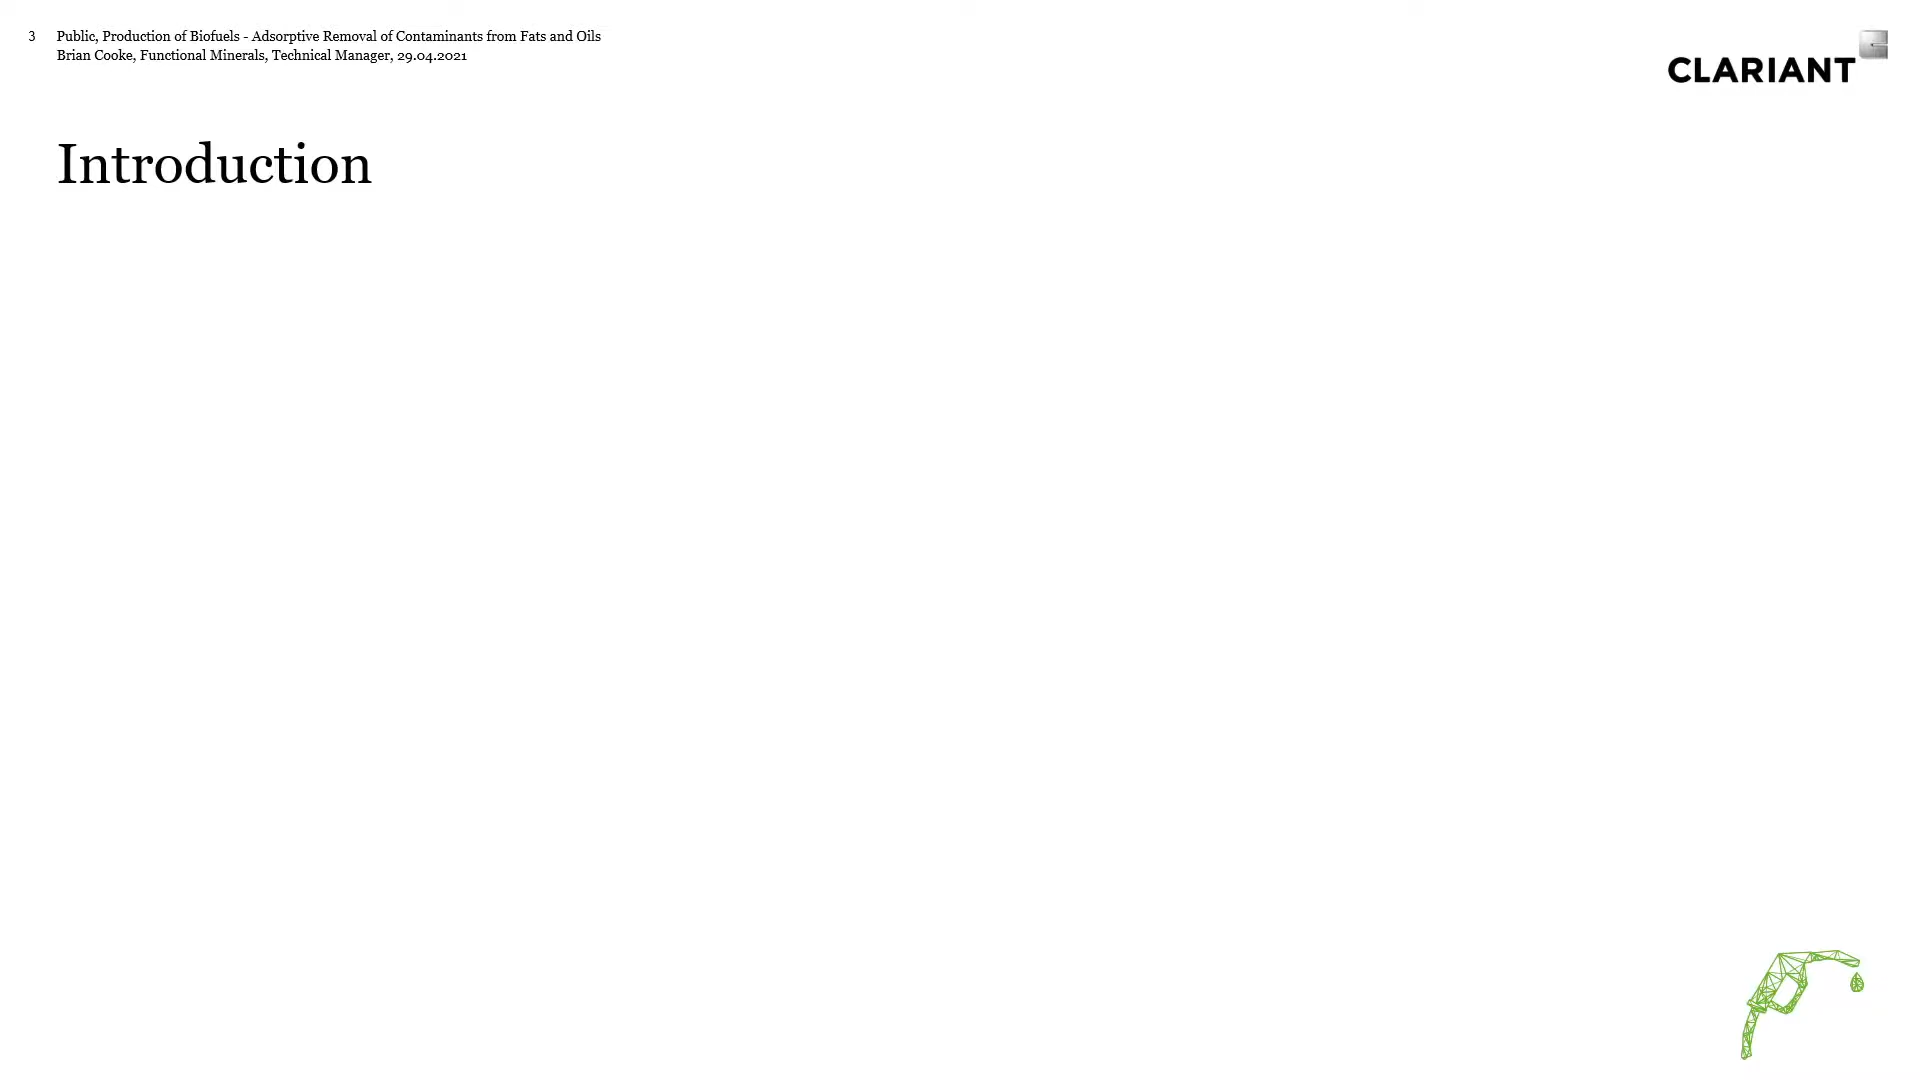 3 Public, Production of Biofuels - Adsorptive Removal of Contaminants from Fats and Oils
Brian Cooke, Functional Minerals, Technical Manager, 29.04.2021
CLARIANT
Introduction